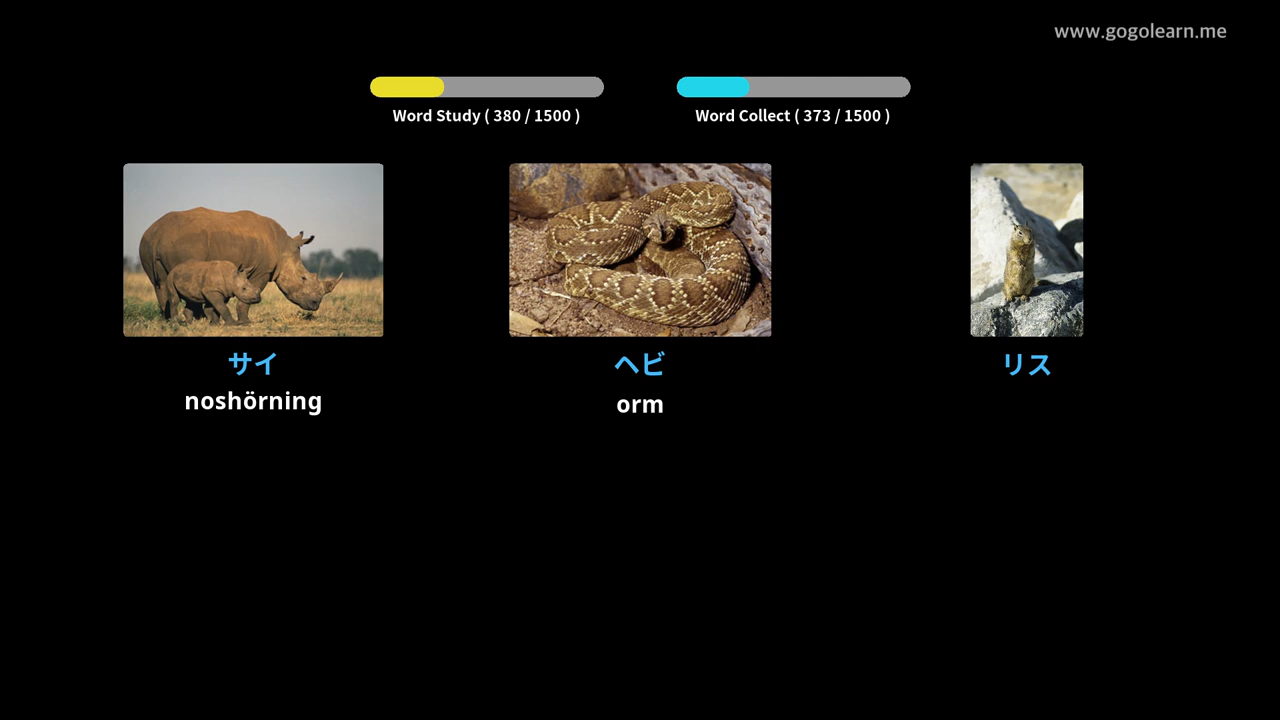 www.gogolearn.me
Word Study ( 380 / 1500 )
Word Collect ( 373 / 1500 )
サイ
noshörning
ヘビ
orm
リス